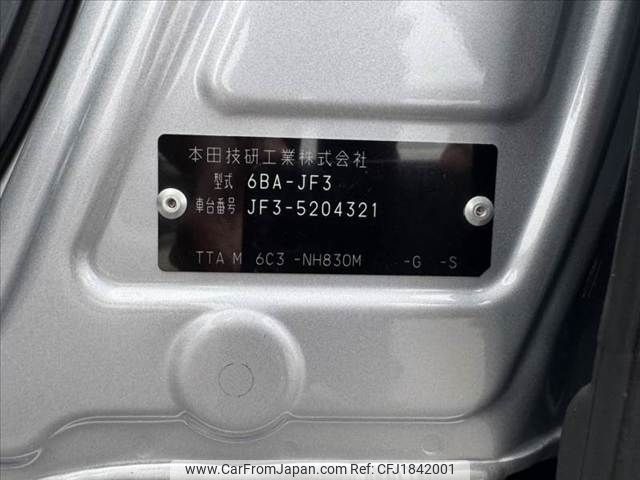 本田技研工業株式会社
型式 6BA-JF3
車台番号 JF3-5204321
TTA M 6C3 -NH830M -G -S
www.CarFromJapan.com | Ref. No: CFJ1842001